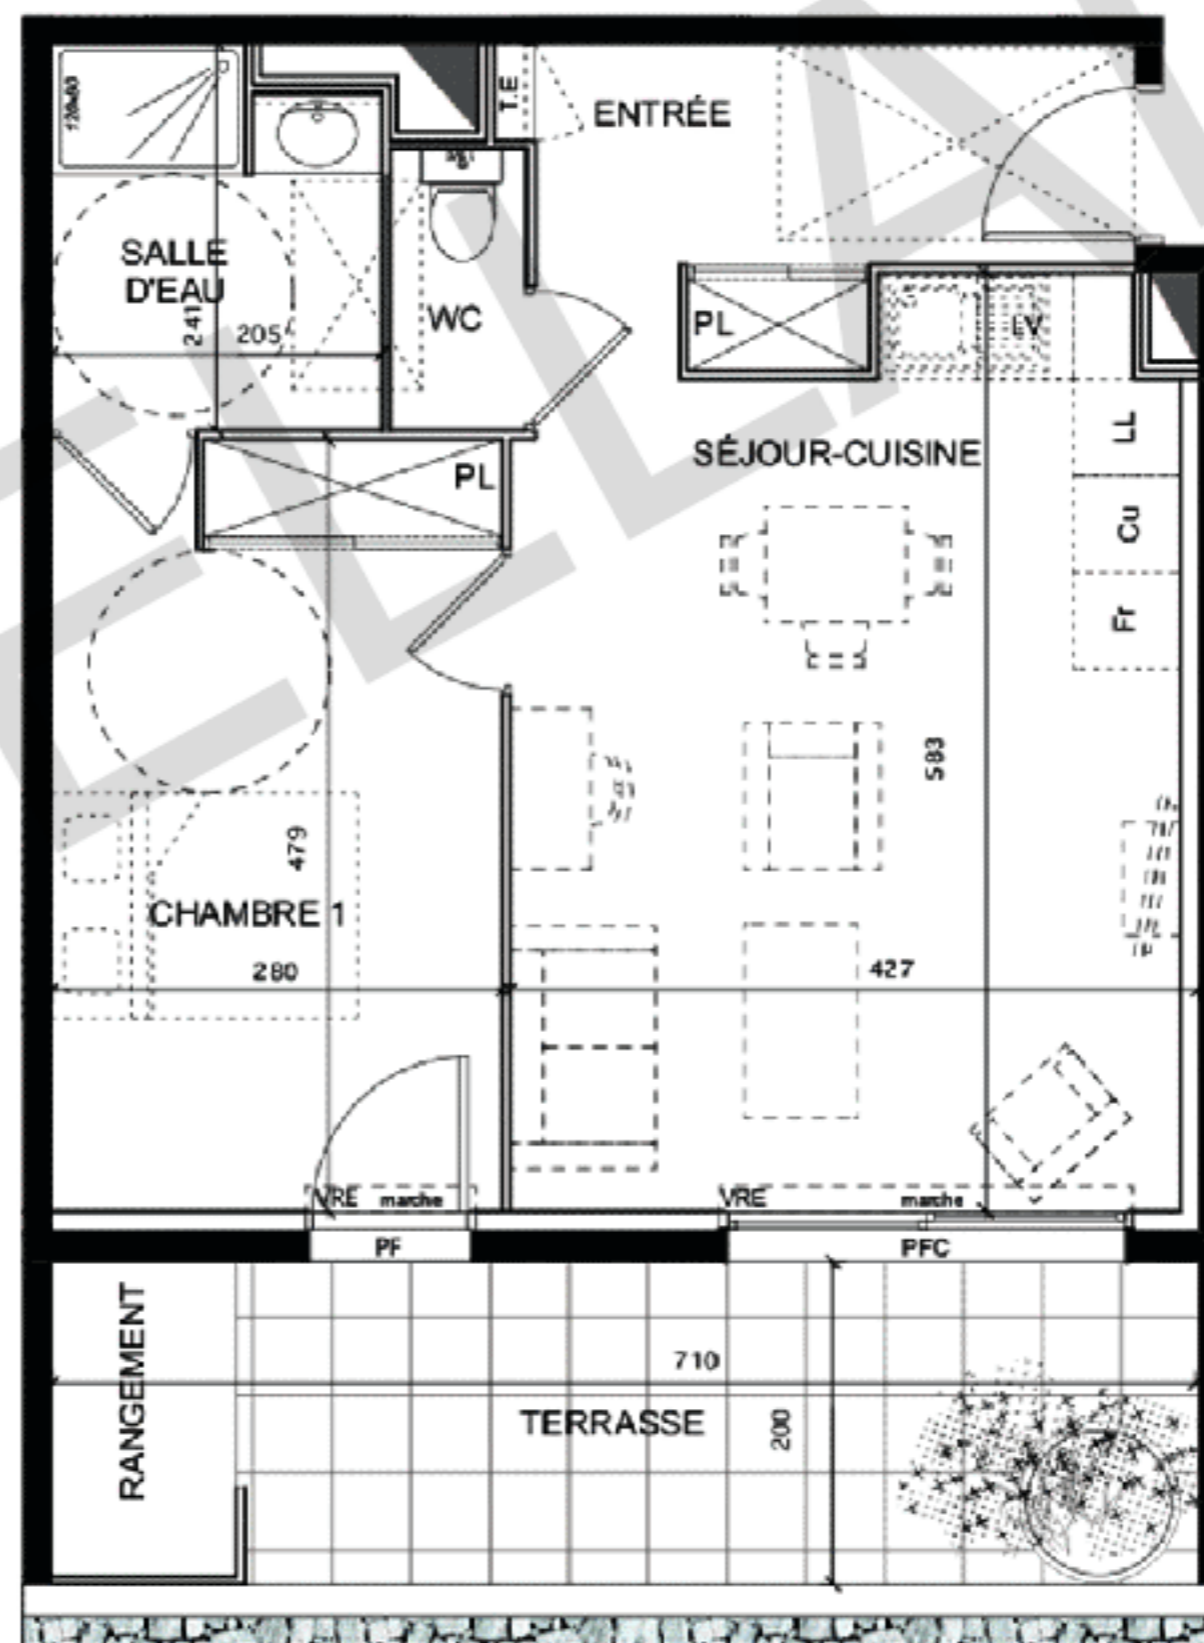 120x80
T.E
ENTRÉE
SALLE
D'EAU
241
205
WC
PL
LV
SÉJOUR-CUISINE
LL
PL
Cu
Fr
583
479
CHAMBRE 1
280
427
VRE
marche
VRE
marche
PF
PFC
RANGEMENT
710
TERRASSE
200